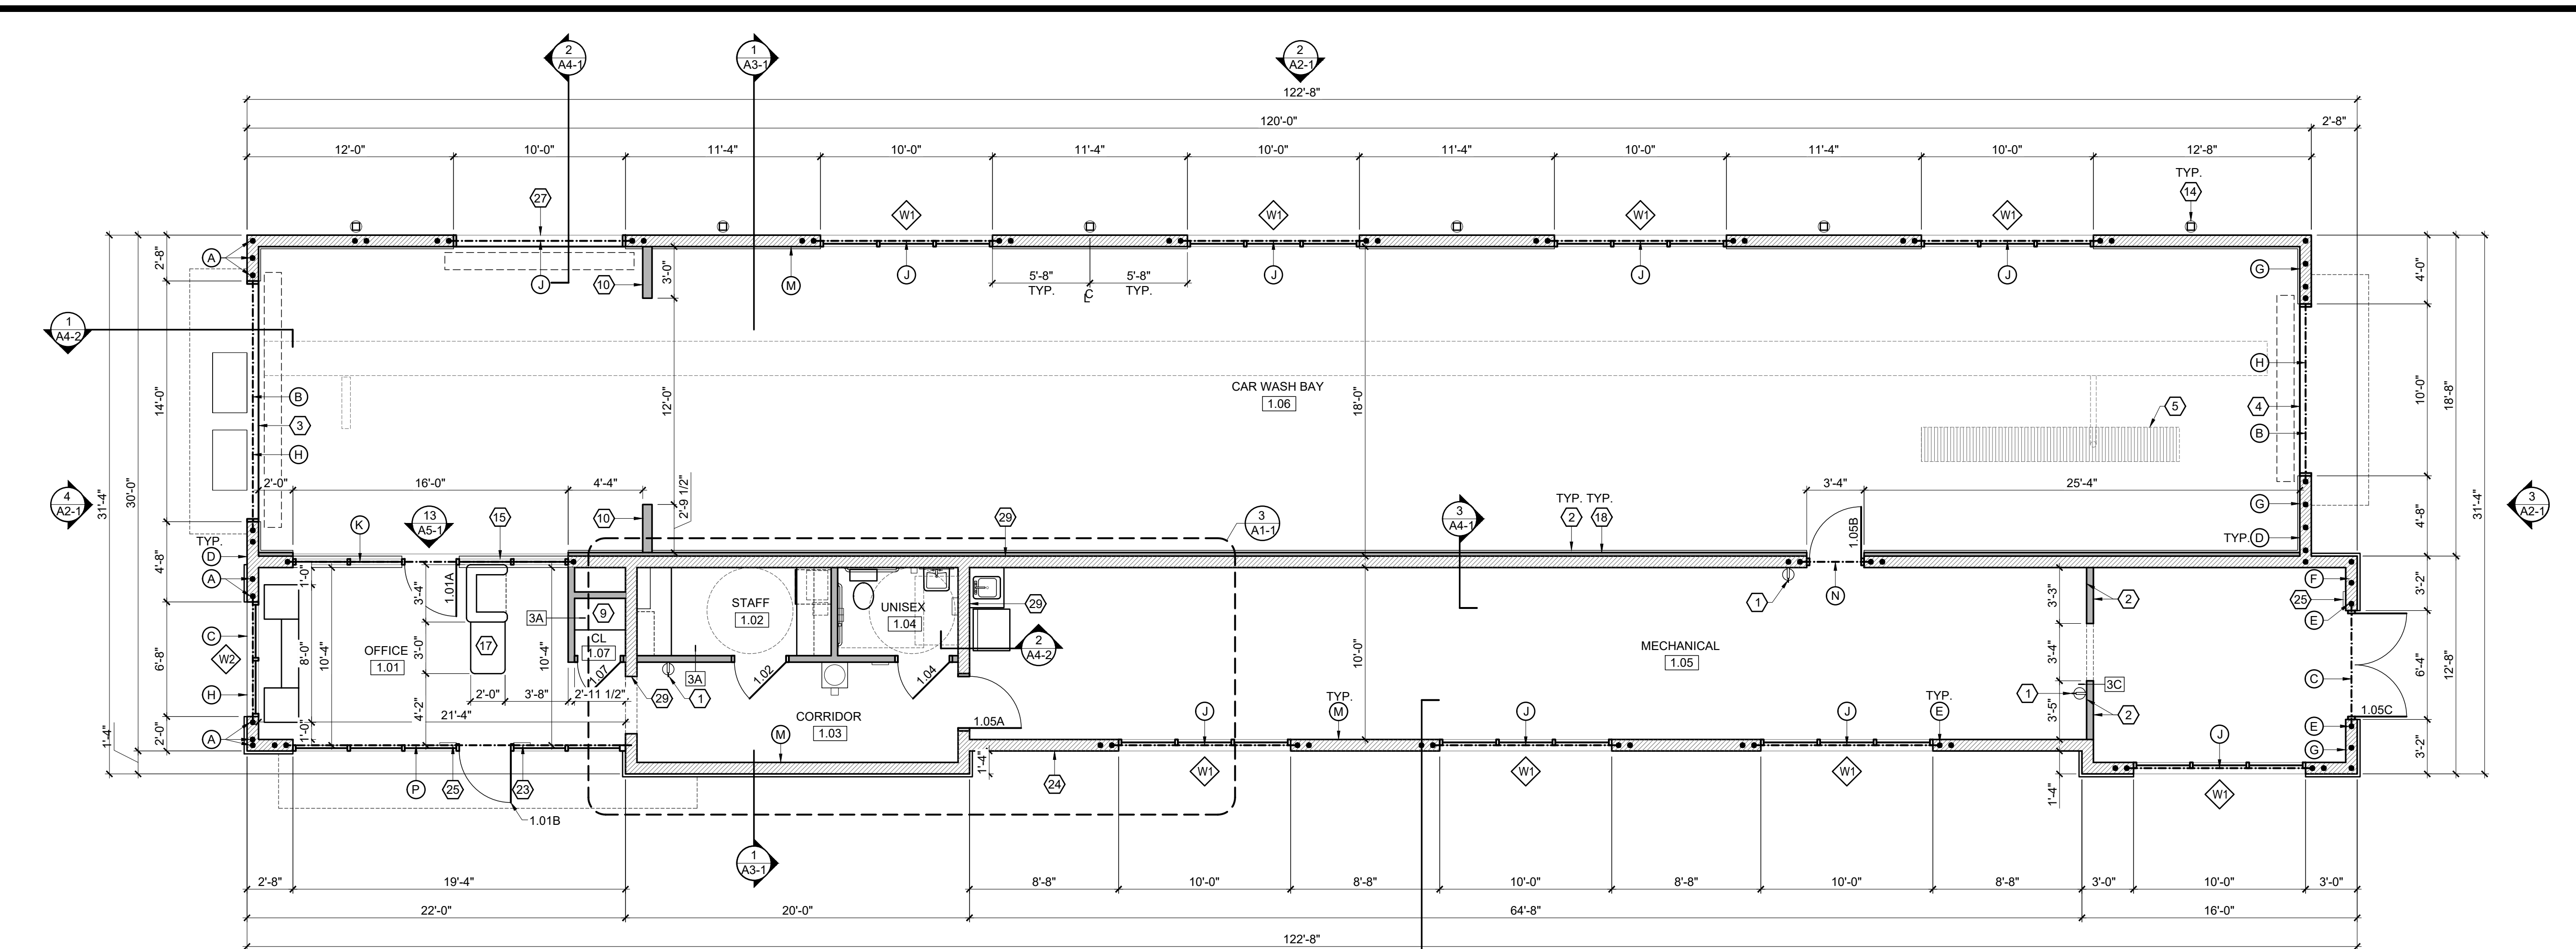 2
A4-1
1
A3-1
2
A2-1
122'-8"
120'-0"
2'-8"
12'-0"
10'-0"
11'-4"
10'-0"
11'-4"
10'-0"
11'-4"
10'-0"
11'-4"
10'-0"
12'-8"
TYP.
14
27
W1
W1
W1
W1
A
2'-8"
J
10
3'-0"
M
J
5'-8"
TYP.
CL
5'-8"
TYP.
J
J
J
G
4'-0"
1
A4-2
H
CAR WASH BAY
1.06
14'-0"
B
3
H
12'-0"
18'-0"
5
4
B
10'-0"
18'-8"
31'-4"
30'-0"
4
A2-1
2'-0"
16'-0"
4'-4"
2'-9 1/2"
3'-4"
25'-4"
G
3
A2-1
31'-4"
K
13
A5-1
15
10
29
3
A1-1
3
A4-1
TYP.
2
TYP.
18
1.05B
TYP.
D
4'-8"
TYP.
D
4'-8"
A
1'-0"
3'-4"
1.01A
9
STAFF
1.02
UNISEX
1.04
29
1
N
3'-3"
2
F
25
E
3'-2"
3A
C
W2
6'-8"
H
8'-0"
10'-4"
OFFICE
1.01
3'-0"
17
10'-4"
CL
1.07
1.07
2
A4-2
10'-0"
MECHANICAL
1.05
3'-4"
6'-4"
12'-8"
C
2'-0"
3'-8"
2'-11 1/2"
29
3A
1
1.02
1.04
1
3C
4'-2"
21'-4"
CORRIDOR
1.03
1.05A
J
TYP.
M
J
J
TYP.
E
3'-5"
2
1.05C
E
J
G
3'-2"
A
2'-0"
1'-0"
1'-4"
M
1'-4"
P
25
23
24
W1
W1
W1
1'-4"
W1
1.01B
1
A3-1
2'-8"
19'-4"
8'-8"
10'-0"
8'-8"
10'-0"
8'-8"
10'-0"
8'-8"
3'-0"
10'-0"
3'-0"
22'-0"
20'-0"
64'-8"
16'-0"
122'-8"